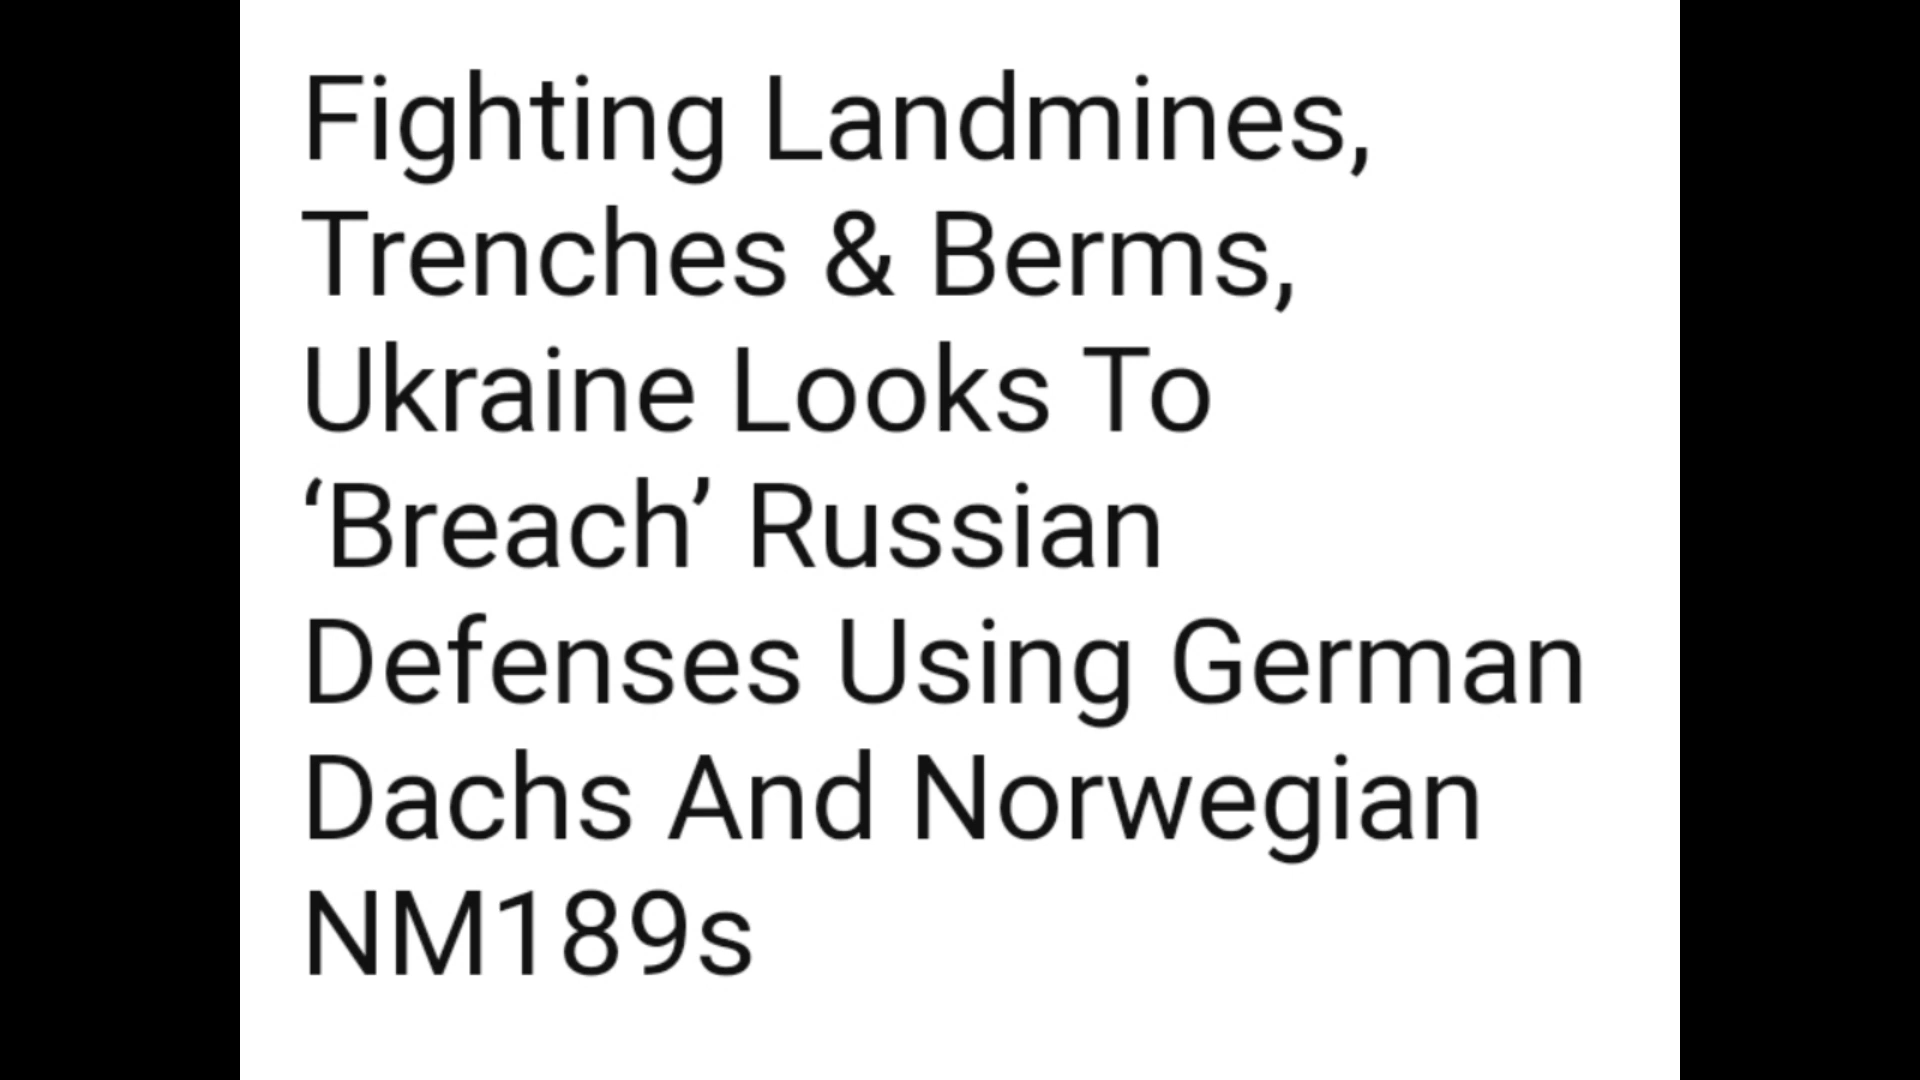 Fighting Landmines,
Trenches & Berms,
Ukraine Looks To
‘Breach’ Russian
Defenses Using German
Dachs And Norwegian
NM189s